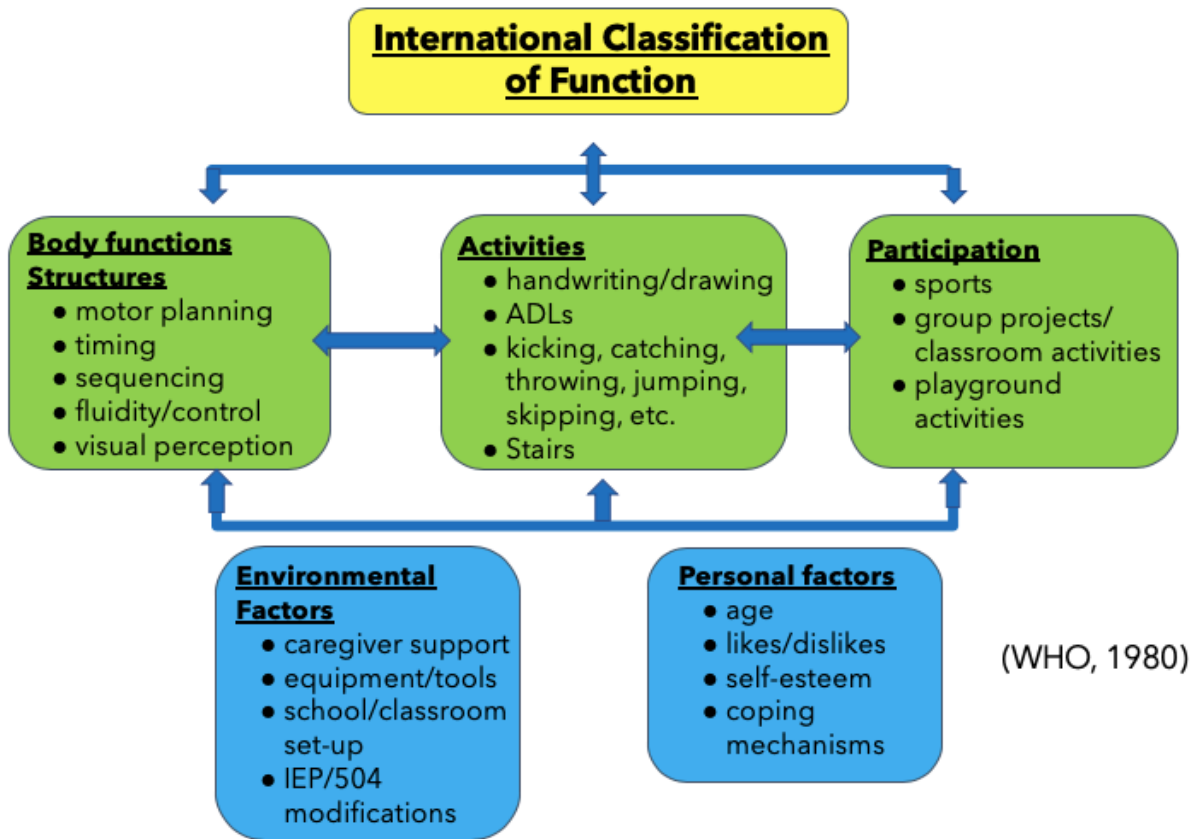 International Classification
of Function
Body functions
Structures
● motor planning
● timing
● sequencing
● fluidity/control
● visual perception
Activities
● handwriting/drawing
● ADLs
● kicking, catching,
throwing, jumping,
skipping, etc.
● Stairs
Participation
● sports
● group projects/
classroom activities
● playground
activities
Environmental
Factors
● caregiver support
● equipment/tools
● school/classroom
set-up
● IEP/504
modifications
Personal factors
● age
● likes/dislikes
● self-esteem
● coping
mechanisms
(WHO, 1980)